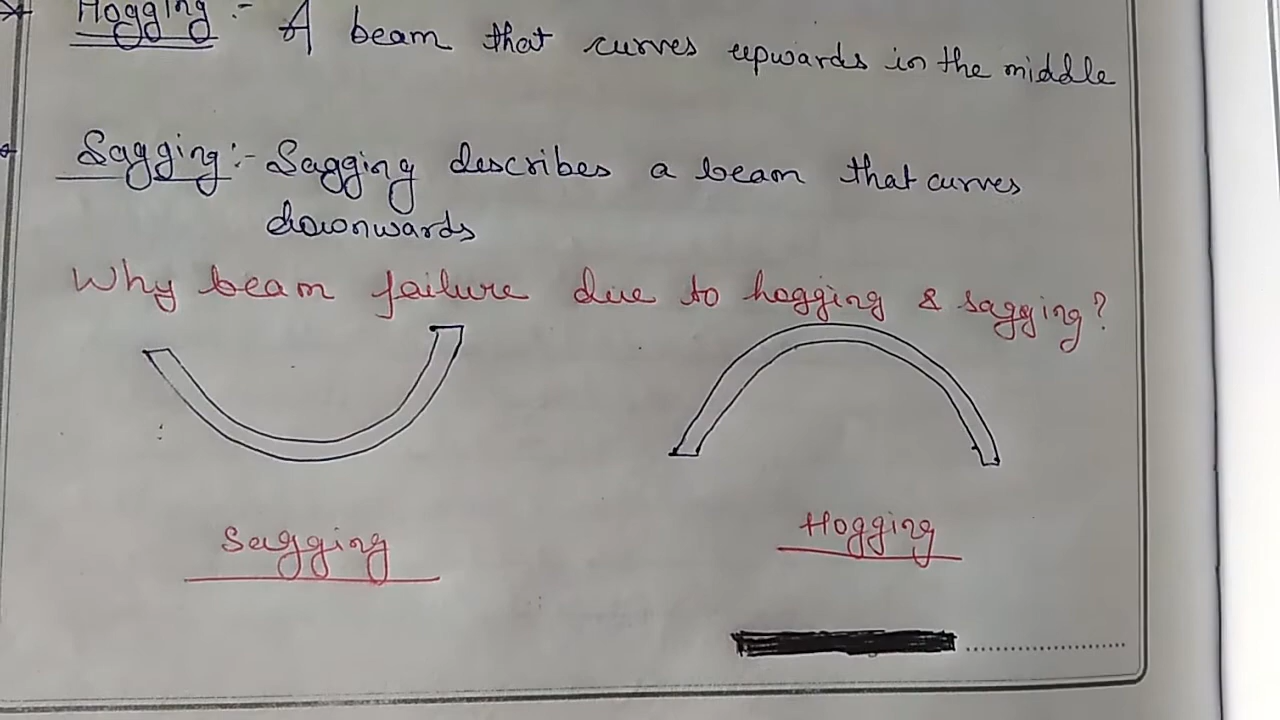 Hogging :- A beam that curves upwards in the middle
Sagging :- Sagging describes a beam that curves
downwards
Why beam failure due to hogging & sagging?
Sagging
Hogging